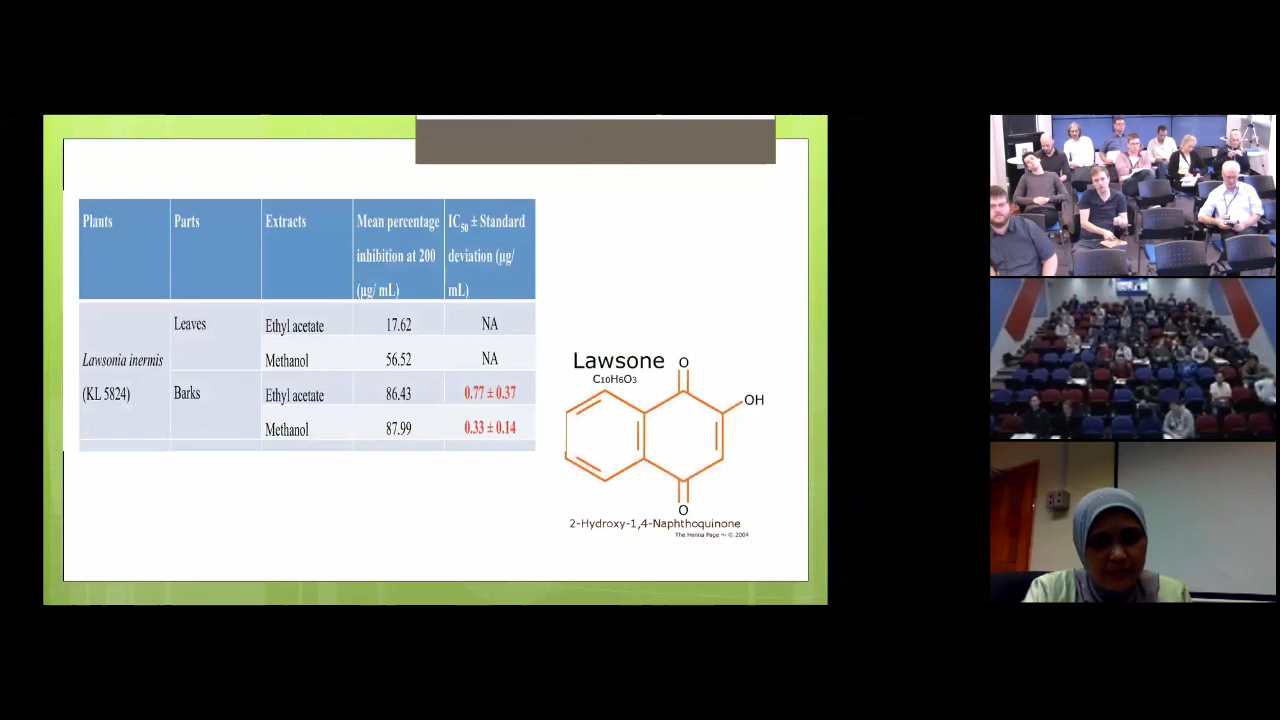 Plants
Parts
Extracts
Mean percentage
inhibition at 200
(μg/ mL)
IC50 ± Standard
deviation (μg/
mL)
Lawsonia inermis
(KL 5824)
Leaves
Ethyl acetate
17.62
NA
Methanol
56.52
NA
Barks
Ethyl acetate
86.43
0.77 ± 0.37
Methanol
87.99
0.33 ± 0.14
Lawsone
C10H6O3
O
OH
O
2-Hydroxy-1,4-Naphthoquinone
The Henna Page ~ © 2004